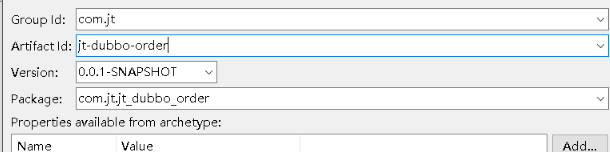 Group Id: com.jt
Artifact Id: jt-dubbo-order
Version: 0.0.1-SNAPSHOT
Package: com.jt.jt_dubbo_order
Properties available from archetype:
Name Value Add...